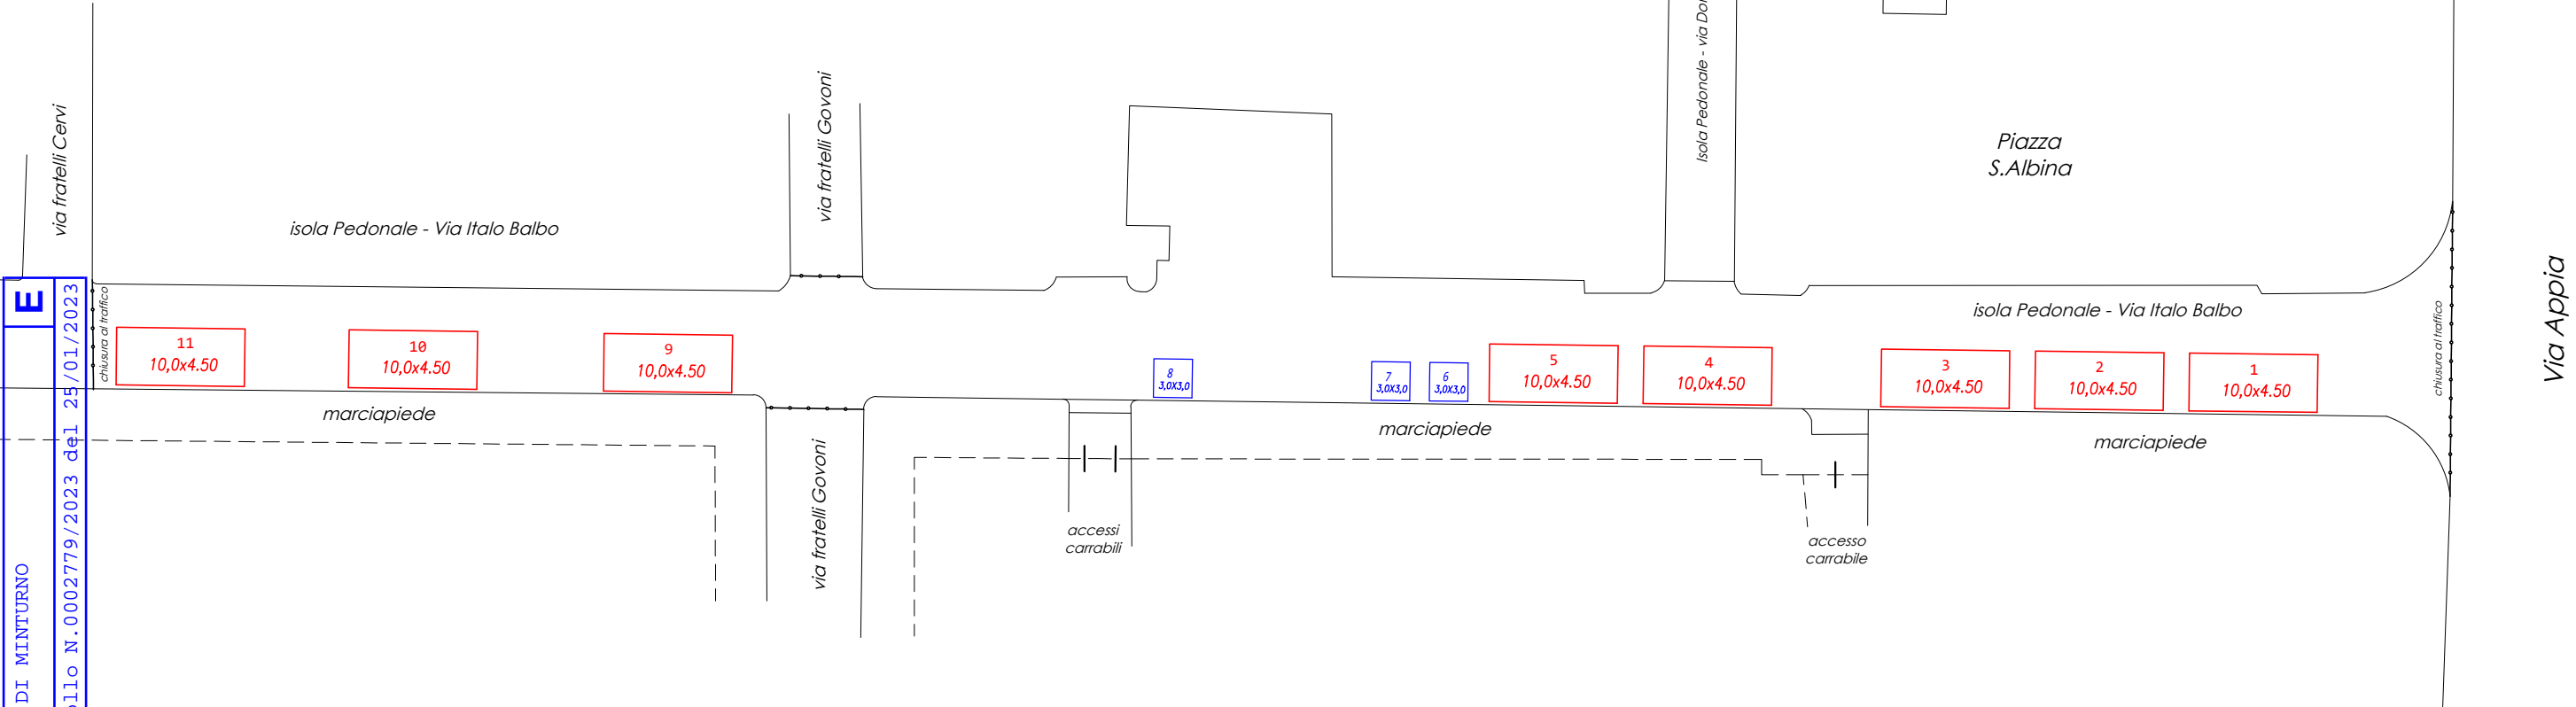 via fratelli Cervi
E
DI MINTURNO
N.0002779/2023 del 25/01/2023
chiusura al traffico
isola Pedonale - Via Italo Balbo
via fratelli Govoni
Isola Pedonale - via
Piazza
S.Albina
isola Pedonale - Via Italo Balbo
chiusura al traffico
Via Appia
11
10,0x4.50
10
10,0x4.50
9
10,0x4.50
8
3,0X3,0
7
3,0X3,0
6
3,0X3,0
5
10,0x4.50
4
10,0x4.50
3
10,0x4.50
2
10,0x4.50
1
10,0x4.50
marciapiede
marciapiede
marciapiede
via fratelli Govoni
accessi
carrabili
accesso
carrabile